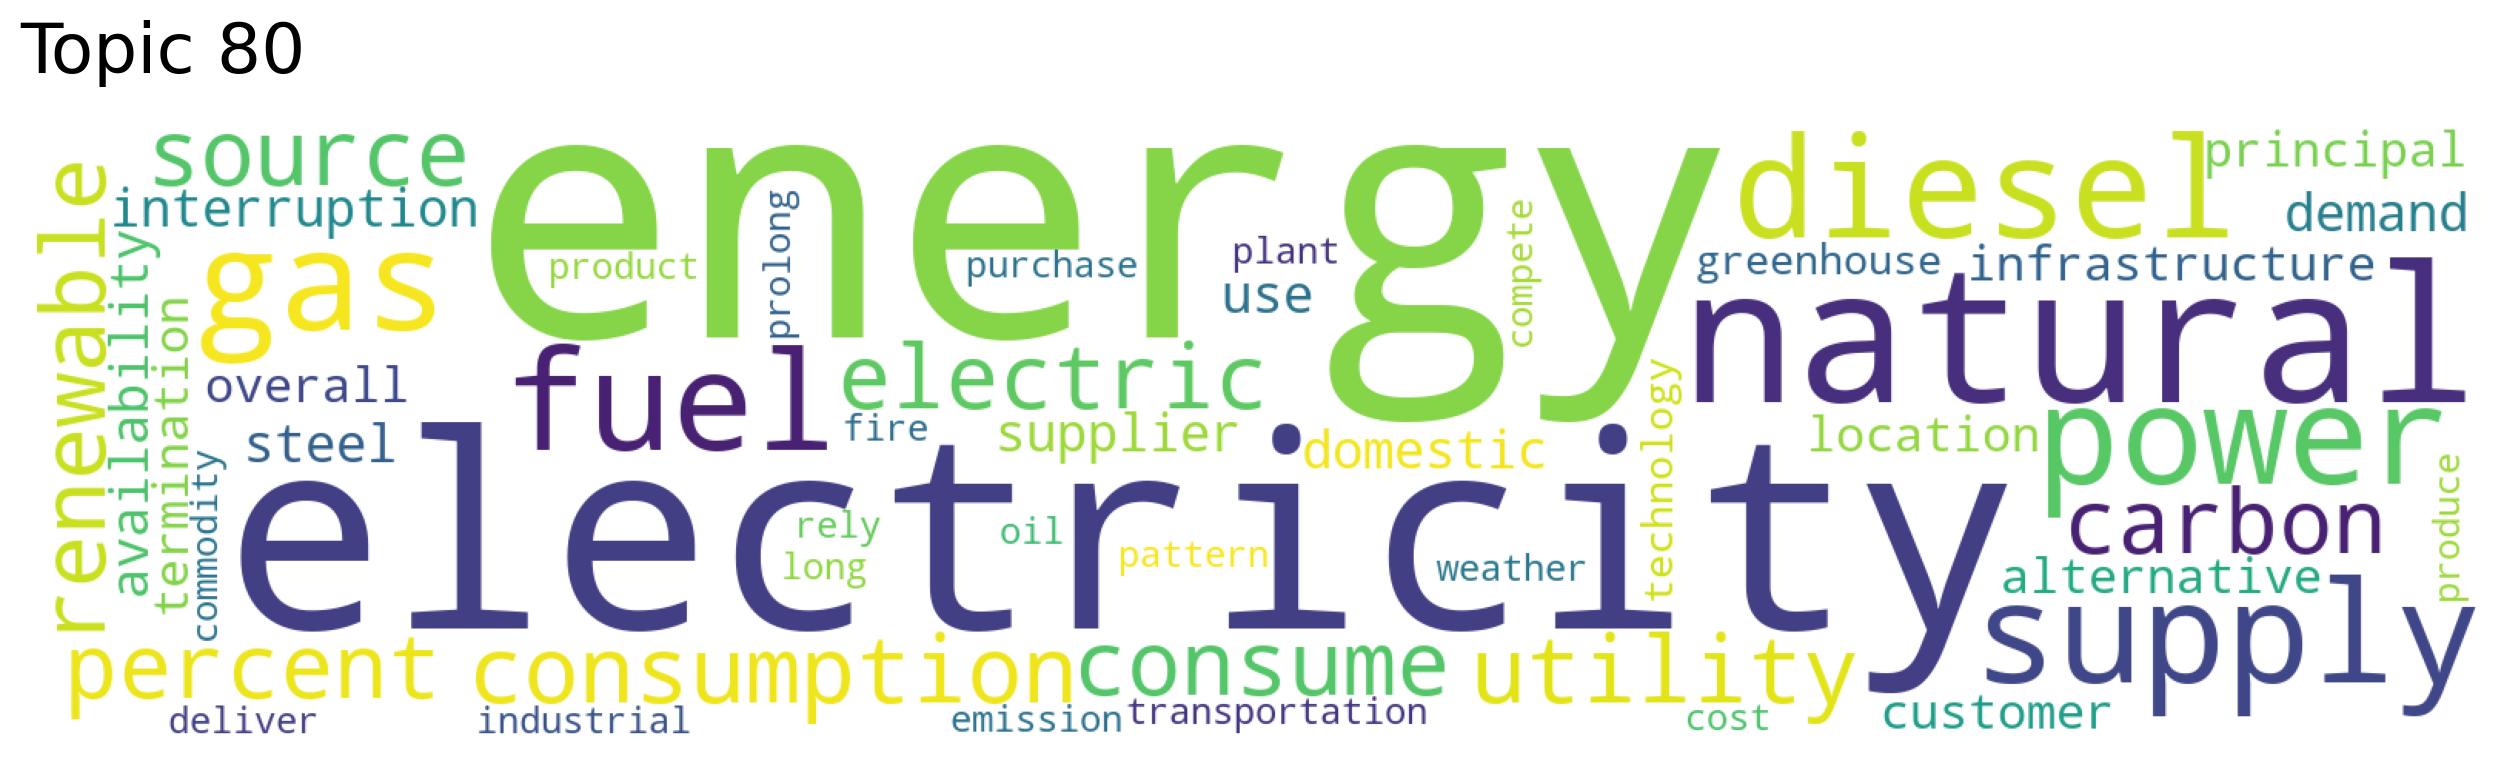 Topic 80
source
energy
diesel
principal
renewable
interruption
prolong
compete
demand
availability
gas
product
purchase
plant
use
greenhouse
infrastructure
natural
termination
overall
fuel
electric
technology
steel
fire
supplier
domestic
location
power
commodity
electricity
rely
oil
pattern
weather
carbon
produce
long
alternative
supply
percent
consumption
consume
utility
deliver
industrial
emission
transportation
cost
customer